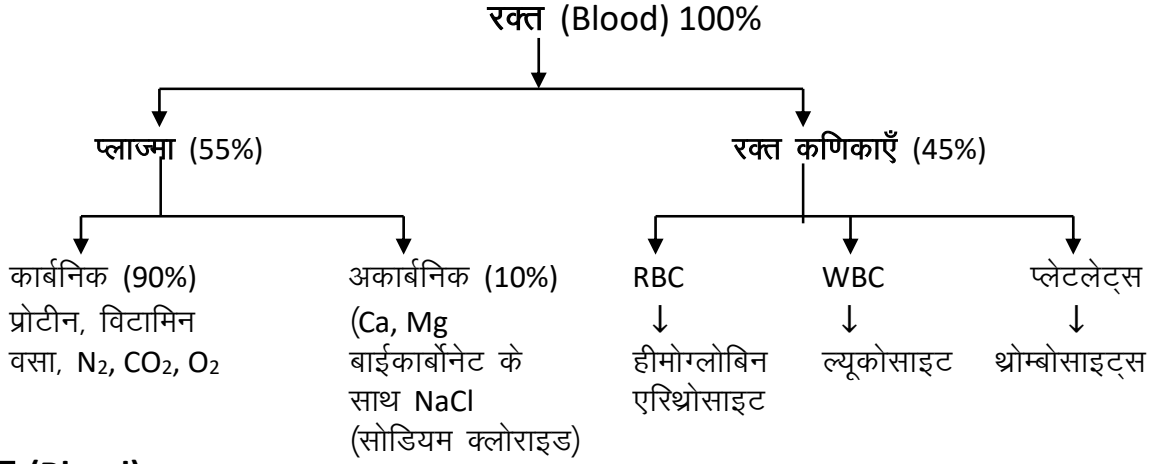 रक्त (Blood) 100%
प्लाज्मा (55%)
रक्त कणिकाएँ (45%)
कार्बनिक (90%)
प्रोटीन, विटामिन
वसा, N₂, CO₂, O₂
अकार्बनिक (10%)
(Ca, Mg
बाईकार्बोनेट के
साथ NaCl
(सोडियम क्लोराइड)
RBC
↓
हीमोग्लोबिन
एरिथ्रोसाइट
WBC
↓
ल्यूकोसाइट
प्लेटलेट्स
↓
थ्रोम्बोसाइट्स
(Blood)